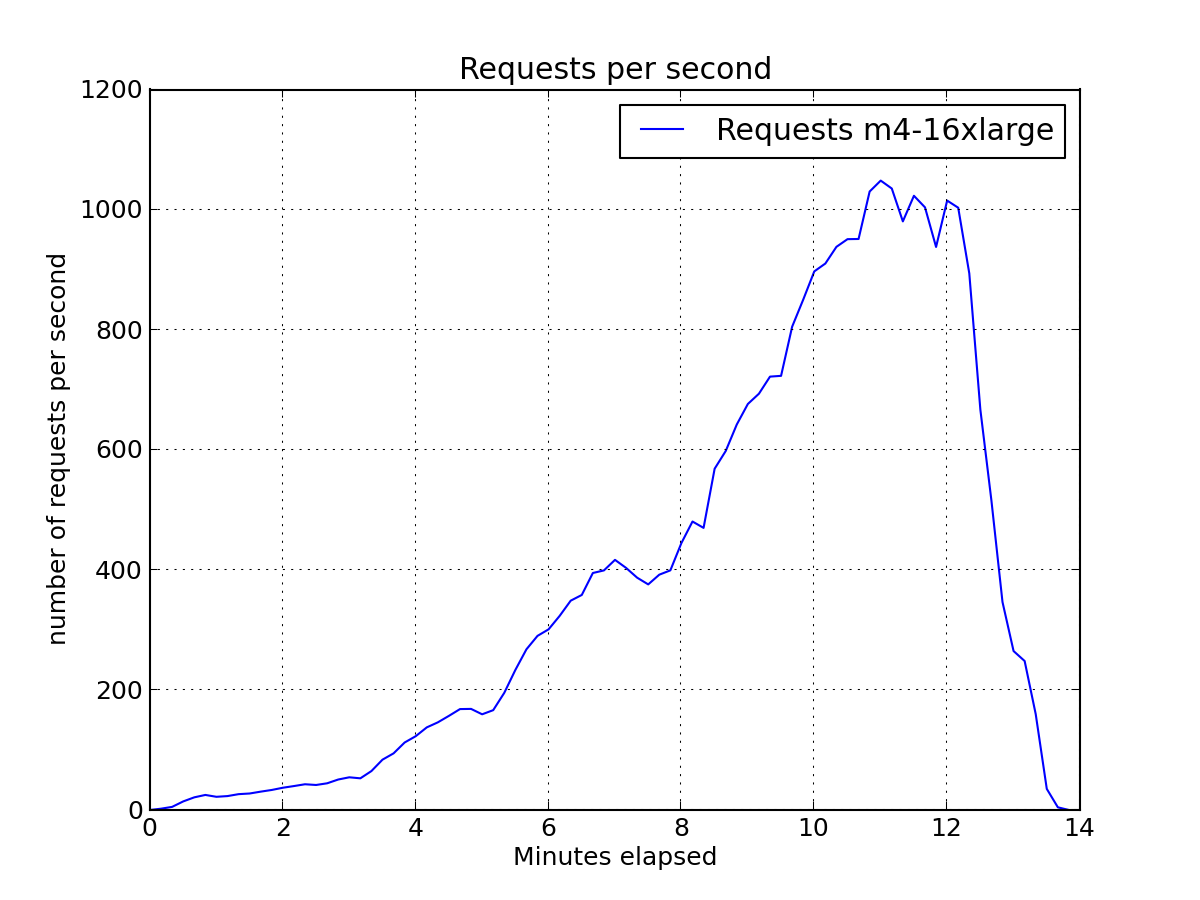 Requests per second
Requests m4-16xlarge
number of requests per second
1200
1000
800
600
400
200
0
0 2 4 6 8 10 12 14
Minutes elapsed